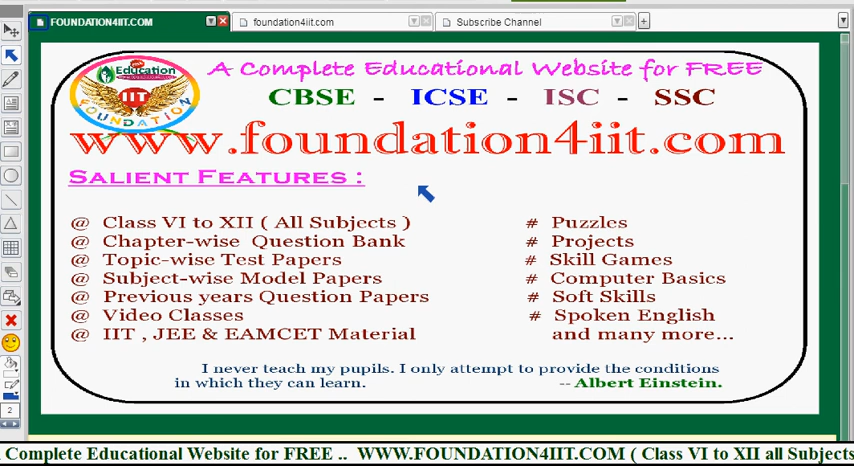 FOUNDATION4IIT.COM
foundation4iit.com
Subscribe Channel
Education
IIT
FOUNDATION
A Complete Educational Website for FREE
CBSE - ICSE - ISC - SSC
www.foundation4iit.com
SALIENT FEATURES :
@ Class VI to XII ( All Subjects )
@ Chapter-wise Question Bank
@ Topic-wise Test Papers
@ Subject-wise Model Papers
@ Previous years Question Papers
@ Video Classes
@ IIT , JEE & EAMCET Material
# Puzzles
# Projects
# Skill Games
# Computer Basics
# Soft Skills
# Spoken English
and many more...
I never teach my pupils. I only attempt to provide the conditions
in which they can learn.
-- Albert Einstein.
2
Complete Educational Website for FREE .. WWW.FOUNDATION4IIT.COM ( Class VI to XII all Subjects